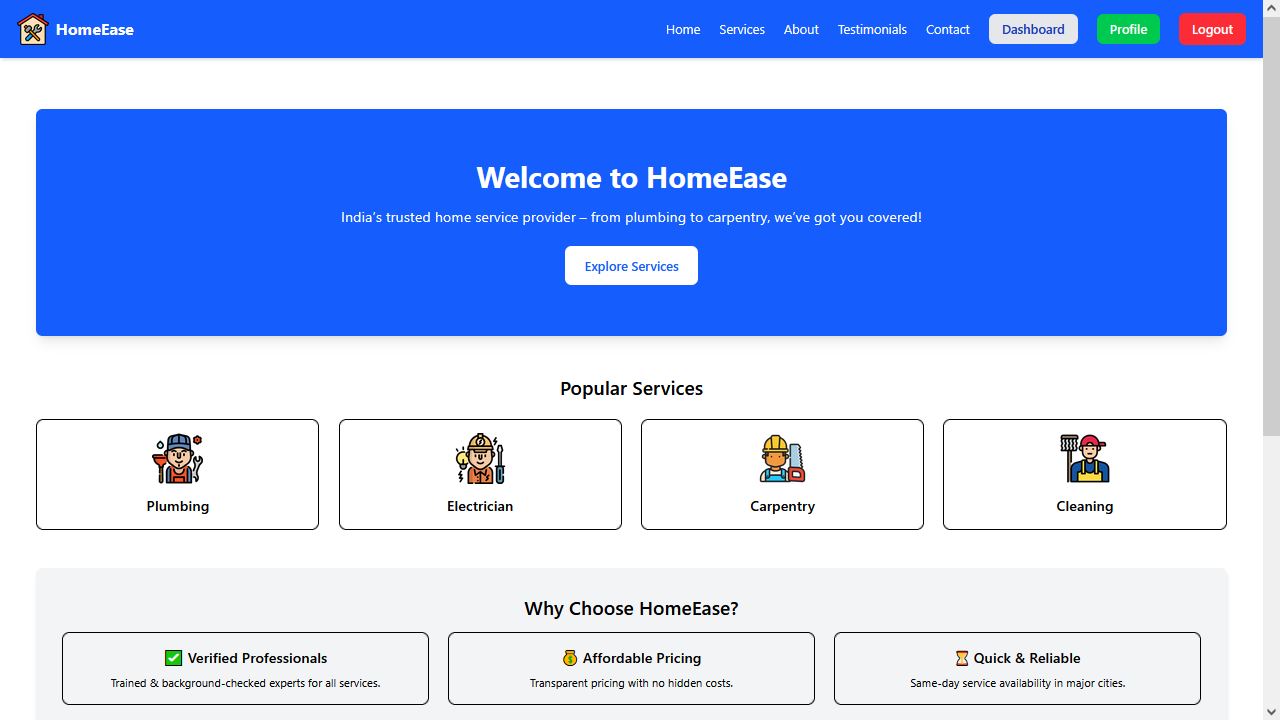 HomeEase
Home Services About Testimonials Contact Dashboard Profile Logout
Welcome to HomeEase
India’s trusted home service provider – from plumbing to carpentry, we’ve got you covered!
Explore Services
Popular Services
Plumbing
Electrician
Carpentry
Cleaning
Why Choose HomeEase?
✅ Verified Professionals
Trained & background-checked experts for all services.
💰 Affordable Pricing
Transparent pricing with no hidden costs.
⏳ Quick & Reliable
Same-day service availability in major cities.